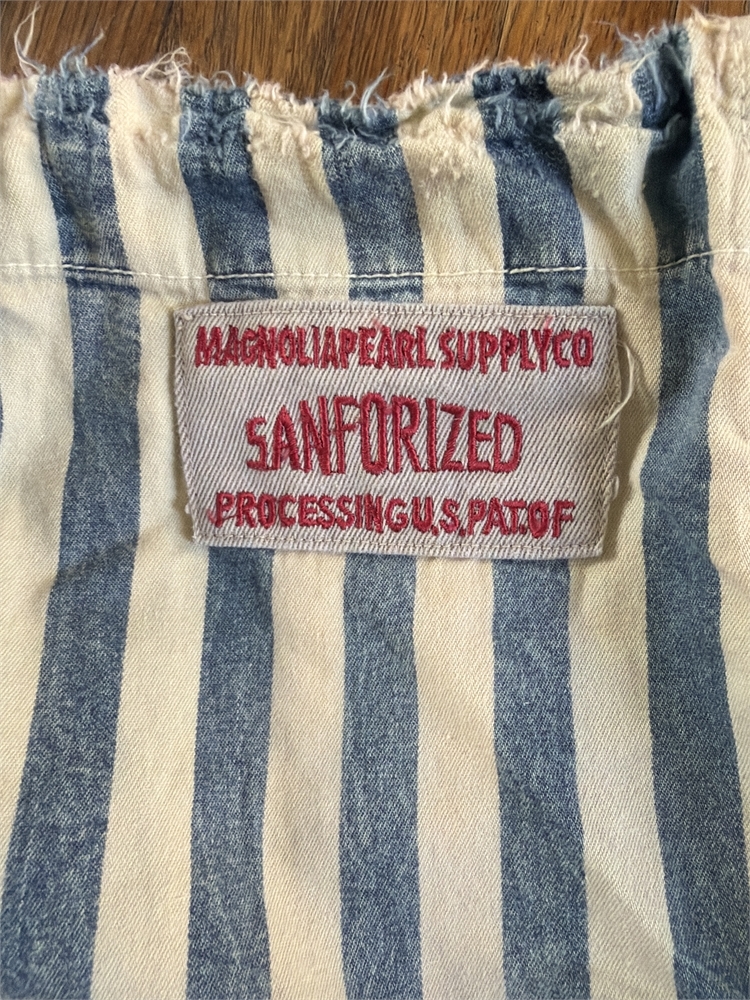 MAGNOLIAPEARL SUPPLYCO
SANFORIZED
PROCESSINGU.S.PAT.OF